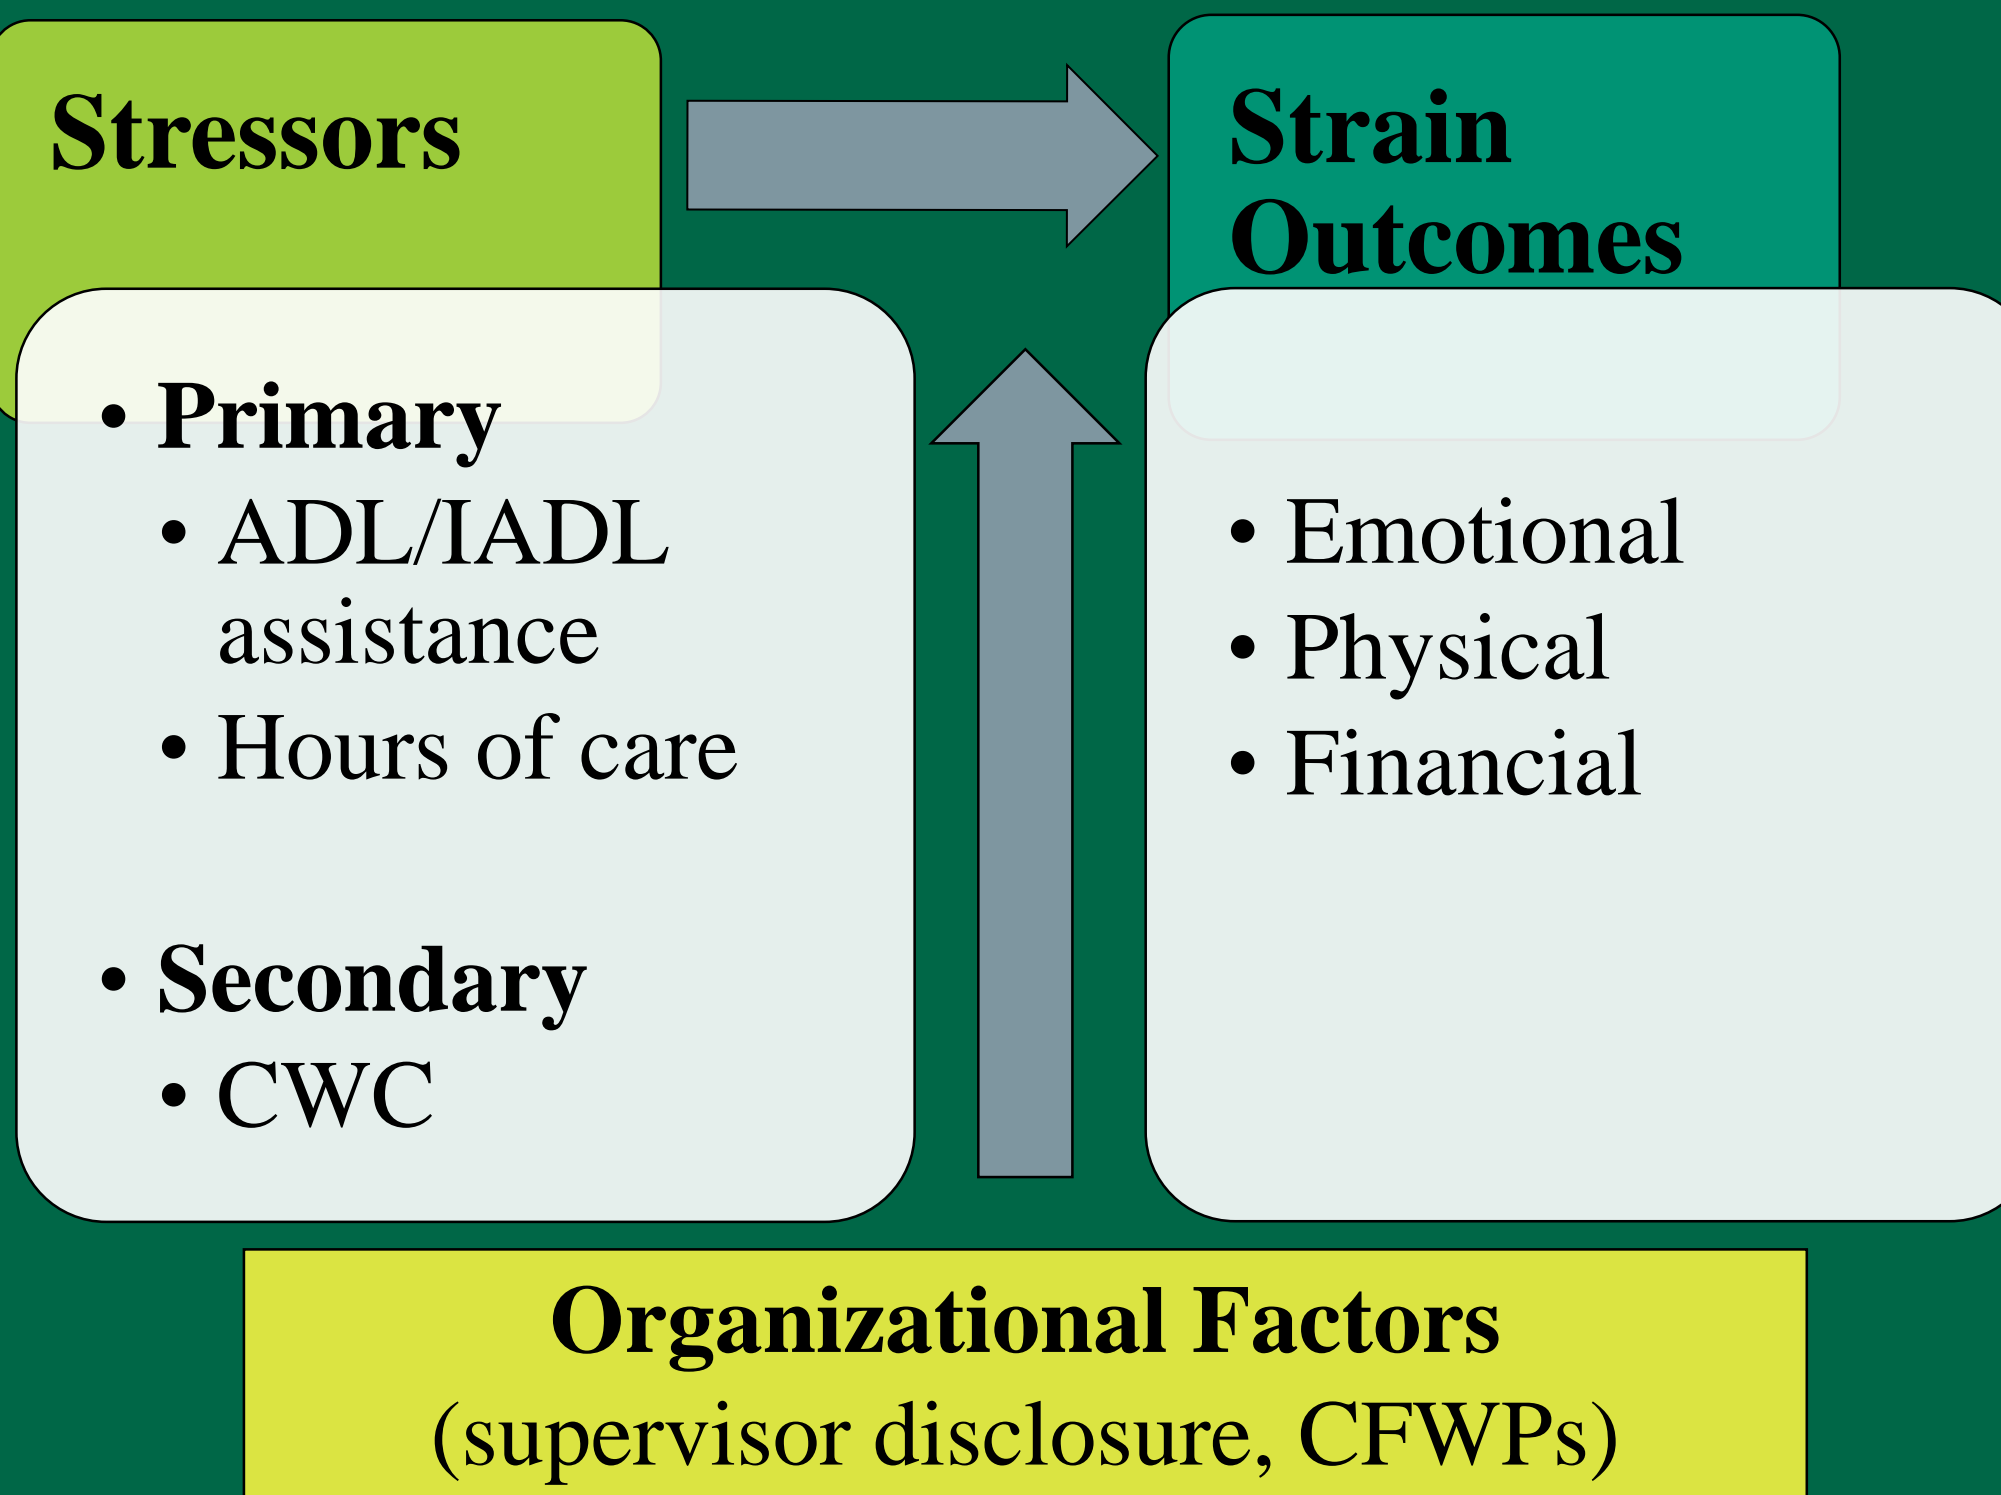 Stressors
• Primary
• ADL/IADL
assistance
• Hours of care
• Secondary
• CWC
Strain
Outcomes
• Emotional
• Physical
• Financial
Organizational Factors
(supervisor disclosure, CFWPs)